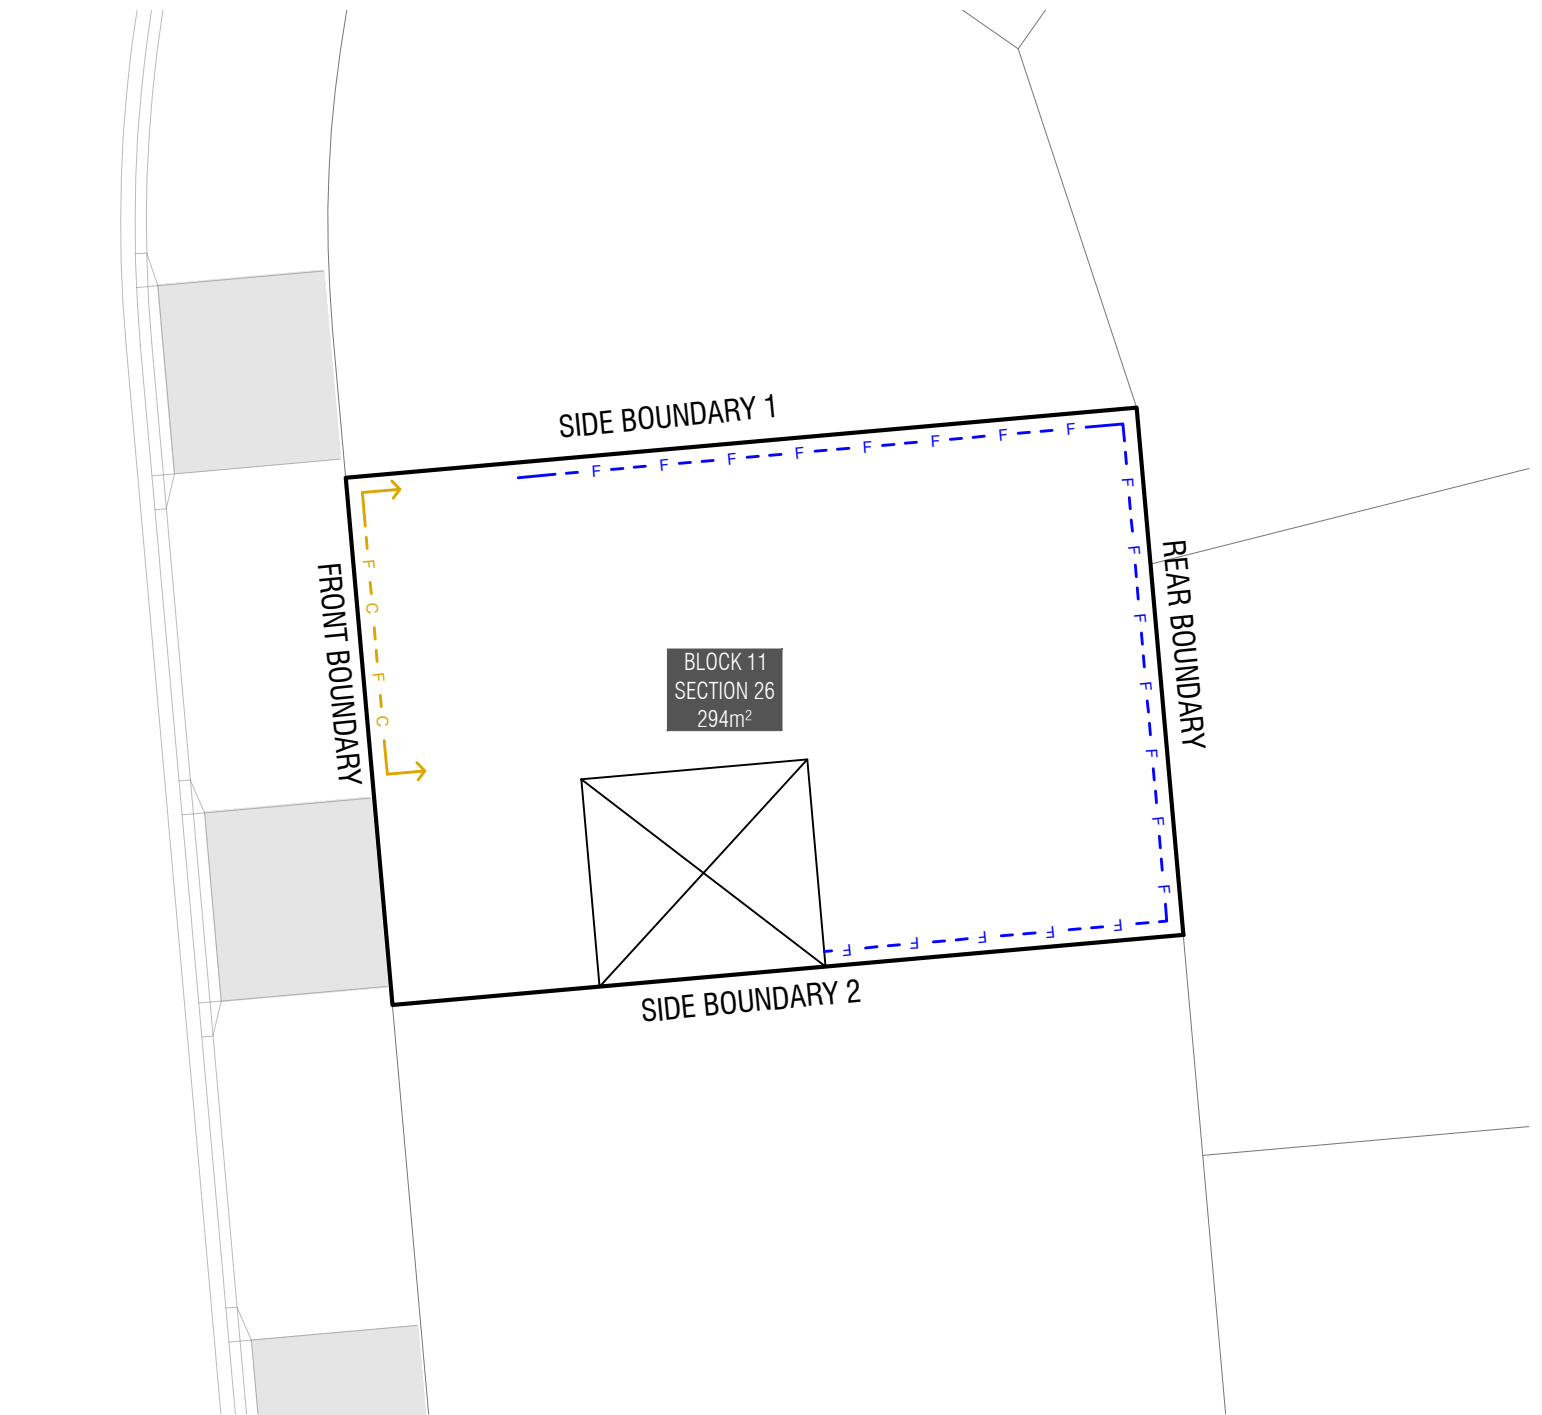 SIDE BOUNDARY 1
F F F F F F F F
F
F
F
F
F
F
F
F C F C
FRONT BOUNDARY
REAR BOUNDARY
BLOCK 11
SECTION 26
294m²
F F F F F
SIDE BOUNDARY 2